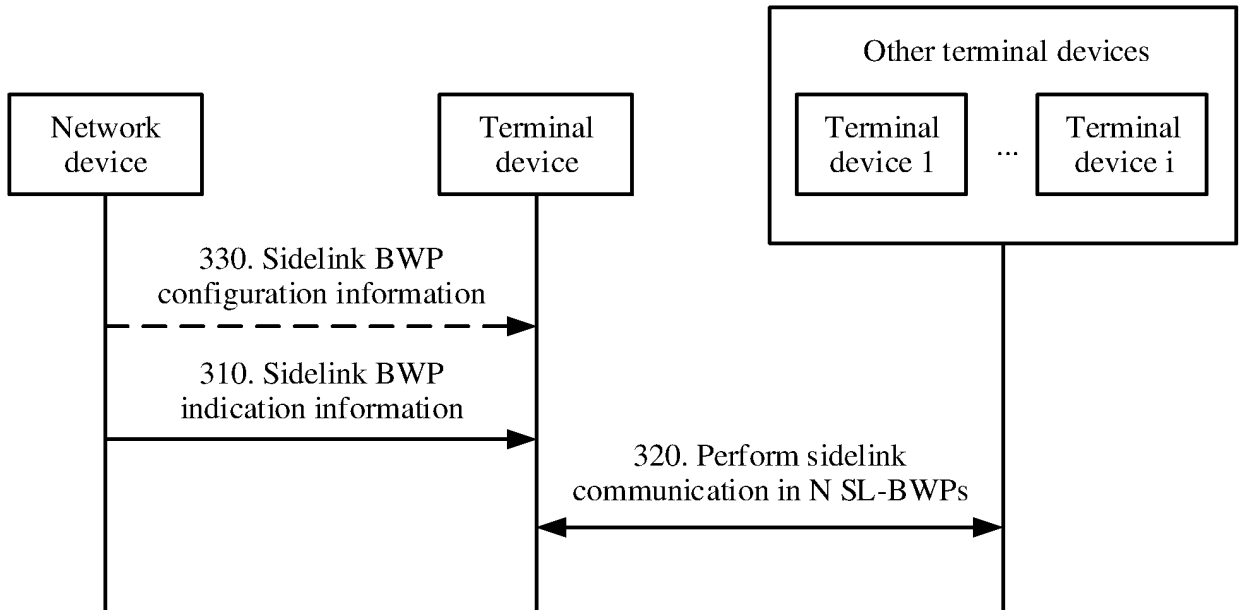 Other terminal devices
Network
device
Terminal
device
Terminal
device 1
...
Terminal
device i
330. Sidelink BWP
configuration information
310. Sidelink BWP
indication information
320. Perform sidelink
communication in N SL-BWPs